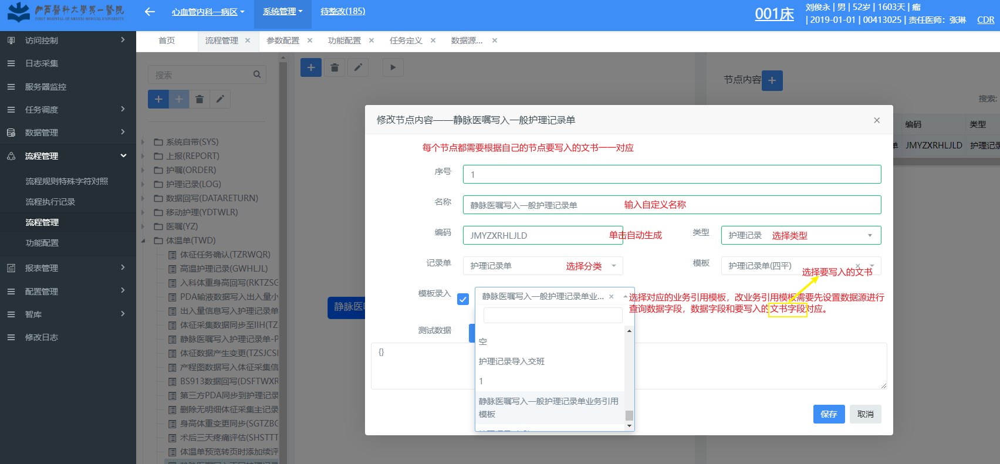 山西医科大学第一医院
FIRST HOSPITAL OF SHANXI MEDICAL UNIVERSITY
心血管内科一病区
系统管理
待整改(185)
001床
刘俊永 | 男 | 52岁 | 1603天 | 瘤
| 2019-01-01 | 00413025 | 责任医师：张琳
CDR
访问控制
日志采集
服务器监控
任务调度
数据管理
流程管理
流程规则特殊字符对照
流程执行记录
流程管理
功能配置
报表管理
配置管理
智库
修改日志
首页
流程管理 ×
参数配置 ×
功能配置 ×
任务定义 ×
数据源... ×
搜索
系统自带(SYS)
上报(REPORT)
护嘱(ORDER)
护理记录(LOG)
数据回写(DATARETURN)
移动护理(YDTWLR)
医嘱(YZ)
体温单(TWD)
体征任务确认(TZRWQR)
高温护理记录(GWHLJL)
入科体重身高回写(RKTZSG
PDA输液数据写入出入量小
出入量信息写入护理记录单
体征采集数据同步至IIH(TZ
静脉医嘱写入护理记录单-P
体征数据产生变更(TZSJCSI
产程图数据写入体征采集信
BS913数据回写(DSFTWXR
第三方PDA同步到护理记录
删除无明细体征采集主记录
身高体重变更同步(SGTZBG
术后三天疼痛评估(SHSTTT
体温单预览转页时添加续评
静脉医
节点内容
搜索:
编码
类型
单
JMYZXRHLJLD
护理记录
修改节点内容——静脉医嘱写入一般护理记录单
×
每个节点都需要根据自己的节点要写入的文书一一对应
序号
1
名称
静脉医嘱写入一般护理记录单
输入自定义名称
编码
JMYZXRHLJLD
单击自动生成
类型
护理记录
选择类型
记录单
护理记录单
选择分类
模板
护理记录单(四平)
×
选择要写入的文书
模板录入
静脉医嘱写入一般护理记录单业... ×
选择对应的业务引用模板，改业务引用模板需要先设置数据源进行
查询数据字段，数据字段和要写入的文书字段对应。
测试数据
{}
空
护理记录导入交班
1
静脉医嘱写入一般护理记录单业务引用
模板
保存
取消